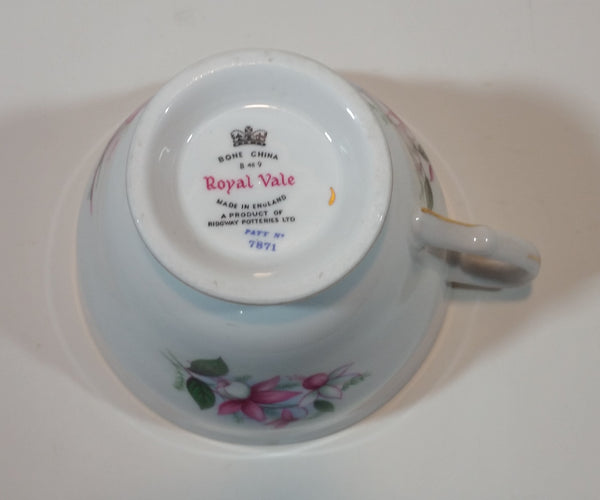 BONE CHINA
Royal Vale
MADE IN ENGLAND
A PRODUCT OF
RIDGWAY POTTERIES LTD
PATT Nº
7871